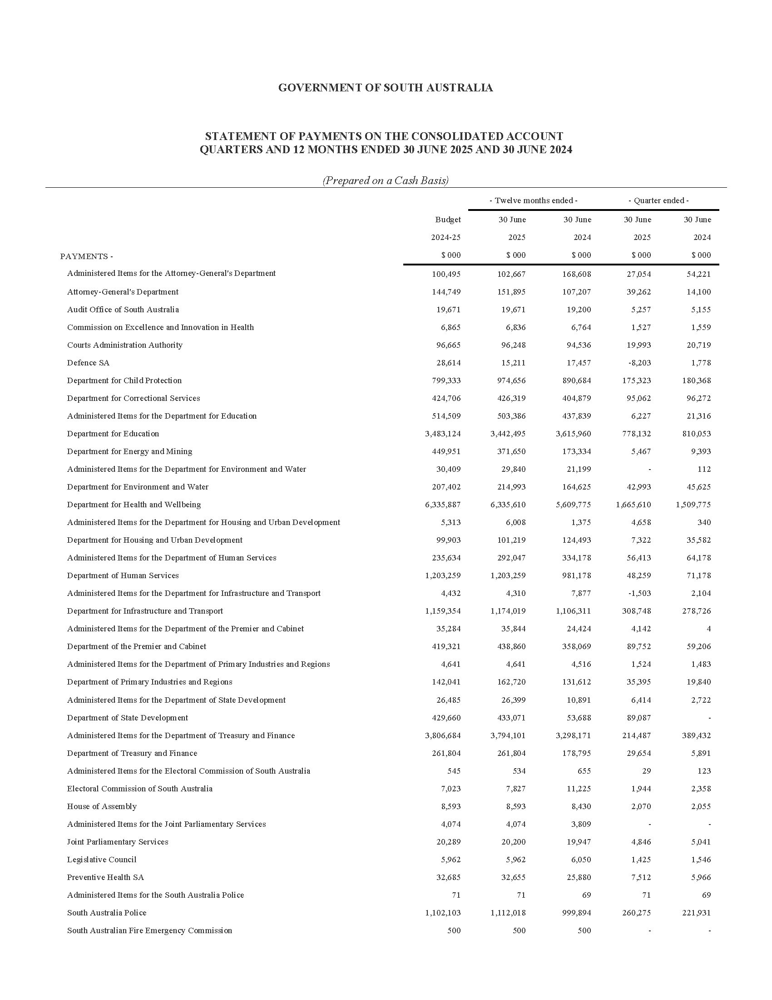 GOVERNMENT OF SOUTH AUSTRALIA
STATEMENT OF PAYMENTS ON THE CONSOLIDATED ACCOUNT
QUARTERS AND 12 MONTHS ENDED 30 JUNE 2025 AND 30 JUNE 2024
(Prepared on a Cash Basis)
- Twelve months ended - - Quarter ended -
Budget 30 June 30 June 30 June 30 June
2024-25 2025 2024 2025 2024
PAYMENTS - $ 000 $ 000 $ 000 $ 000 $ 000
Administered Items for the Attorney-General's Department 100,495 102,667 168,608 27,054 54,221
Attorney-General's Department 144,749 151,895 107,207 39,262 14,100
Audit Office of South Australia 19,671 19,671 19,200 5,257 5,155
Commission on Excellence and Innovation in Health 6,865 6,836 6,764 1,527 1,559
Courts Administration Authority 96,665 96,248 94,536 19,993 20,719
Defence SA 28,614 15,211 17,457 -8,203 1,778
Department for Child Protection 799,333 974,656 890,684 175,323 180,368
Department for Correctional Services 424,706 426,319 404,879 95,062 96,272
Administered Items for the Department for Education 514,509 503,386 437,839 6,227 21,316
Department for Education 3,483,124 3,442,495 3,615,960 778,132 810,053
Department for Energy and Mining 449,951 371,650 173,334 5,467 9,393
Administered Items for the Department for Environment and Water 30,409 29,840 21,199 - 112
Department for Environment and Water 207,402 214,993 164,625 42,993 45,625
Department for Health and Wellbeing 6,335,887 6,335,610 5,609,775 1,665,610 1,509,775
Administered Items for the Department for Housing and Urban Development 5,313 6,008 1,375 4,658 340
Department for Housing and Urban Development 99,903 101,219 124,493 7,322 35,582
Administered Items for the Department of Human Services 235,634 292,047 334,178 56,413 64,178
Department of Human Services 1,203,259 1,203,259 981,178 48,259 71,178
Administered Items for the Department for Infrastructure and Transport 4,432 4,310 7,877 -1,503 2,104
Department for Infrastructure and Transport 1,159,354 1,174,019 1,106,311 308,748 278,726
Administered Items for the Department of the Premier and Cabinet 35,284 35,844 24,424 4,142 4
Department of the Premier and Cabinet 419,321 438,860 358,069 89,752 59,206
Administered Items for the Department of Primary Industries and Regions 4,641 4,641 4,516 1,524 1,483
Department of Primary Industries and Regions 142,041 162,720 131,612 35,395 19,840
Administered Items for the Department of State Development 26,485 26,399 10,891 6,414 2,722
Department of State Development 429,660 433,071 53,688 89,087 -
Administered Items for the Department of Treasury and Finance 3,806,684 3,794,101 3,298,171 214,487 389,432
Department of Treasury and Finance 261,804 261,804 178,795 29,654 5,891
Administered Items for the Electoral Commission of South Australia 545 534 655 29 123
Electoral Commission of South Australia 7,023 7,827 11,225 1,944 2,358
House of Assembly 8,593 8,593 8,430 2,070 2,055
Administered Items for the Joint Parliamentary Services 4,074 4,074 3,809 - -
Joint Parliamentary Services 20,289 20,200 19,947 4,846 5,041
Legislative Council 5,962 5,962 6,050 1,425 1,546
Preventive Health SA 32,685 32,655 25,880 7,512 5,966
Administered Items for the South Australia Police 71 71 69 71 69
South Australia Police 1,102,103 1,112,018 999,894 260,275 221,931
South Australian Fire Emergency Commission 500 500 500 - -